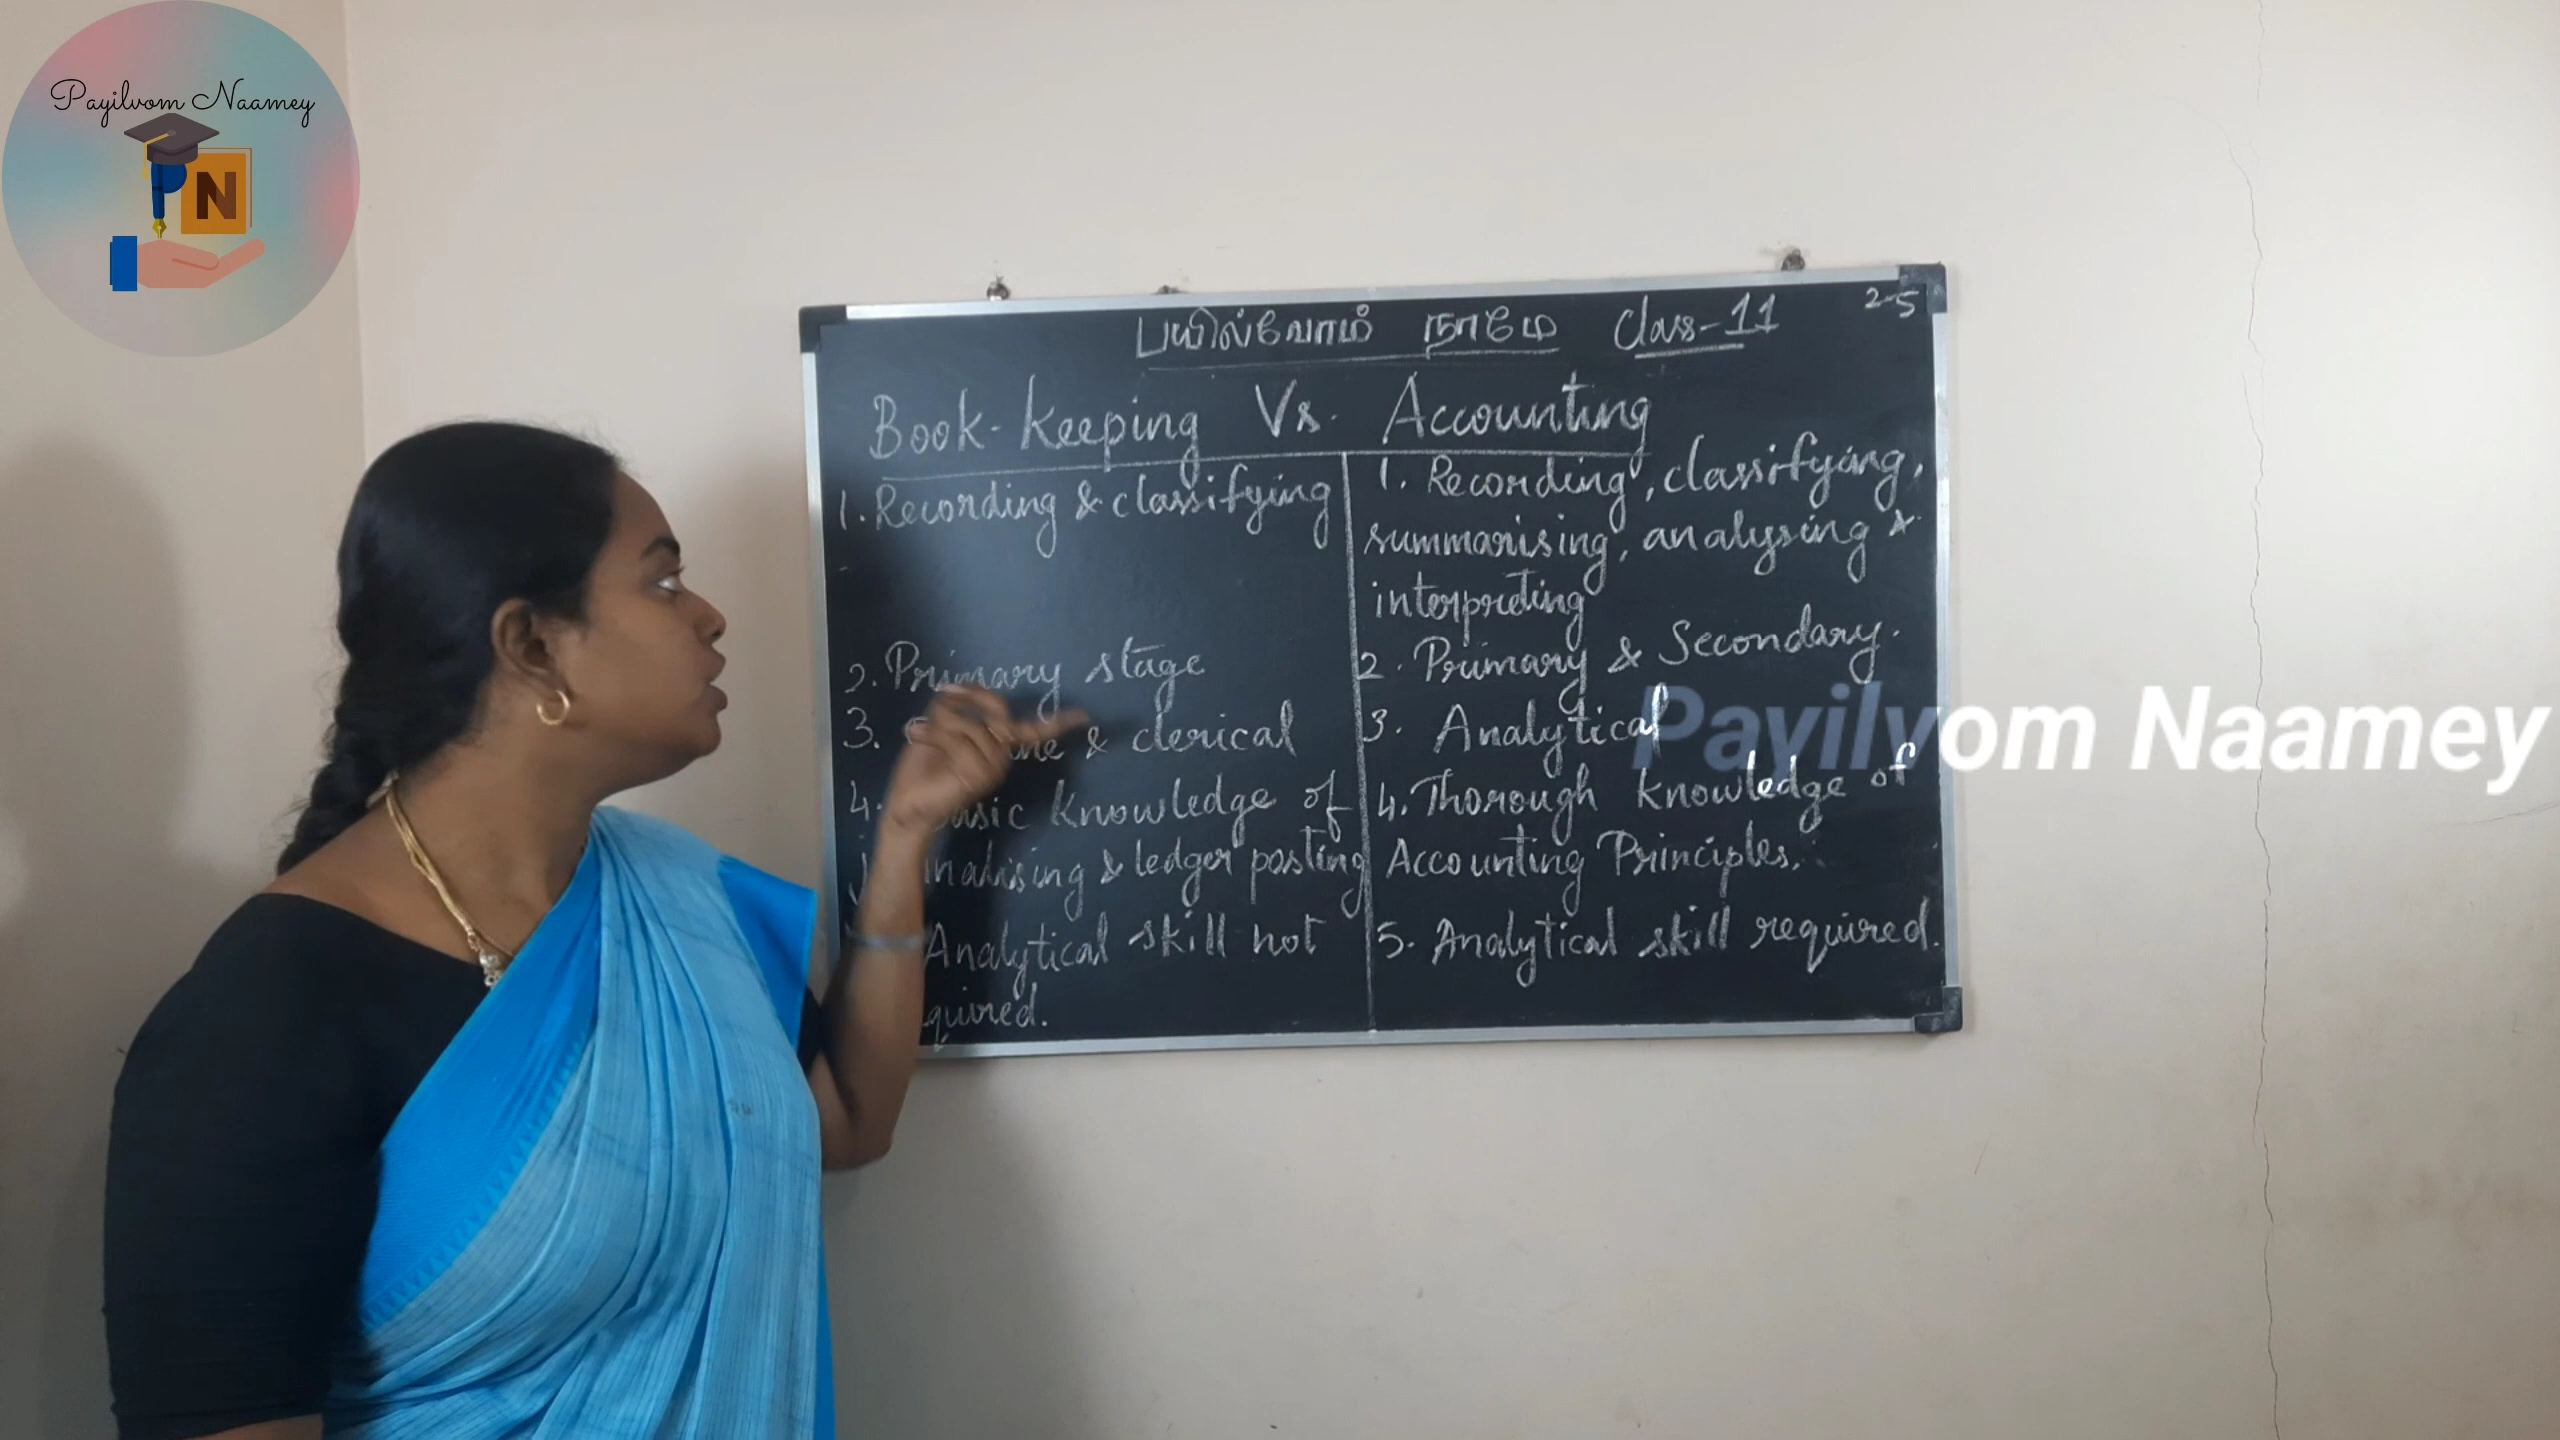 Payilvom Naamey
N
பயில்வோம் நாமே Class-11 2-5
Book-Keeping Vs. Accounting
1. Recording & classifying
2. Primary stage
3. & clerical
4. Basic Knowledge of
& ledger posting
Analytical skill not
1. Recording, classifying,
summarising, analysing &
interpreting
2. Primary & Secondary.
3. Analytical
4. Thorough Knowledge of
Accounting Principles.
5. Analytical skill required.
Payilvom Naamey